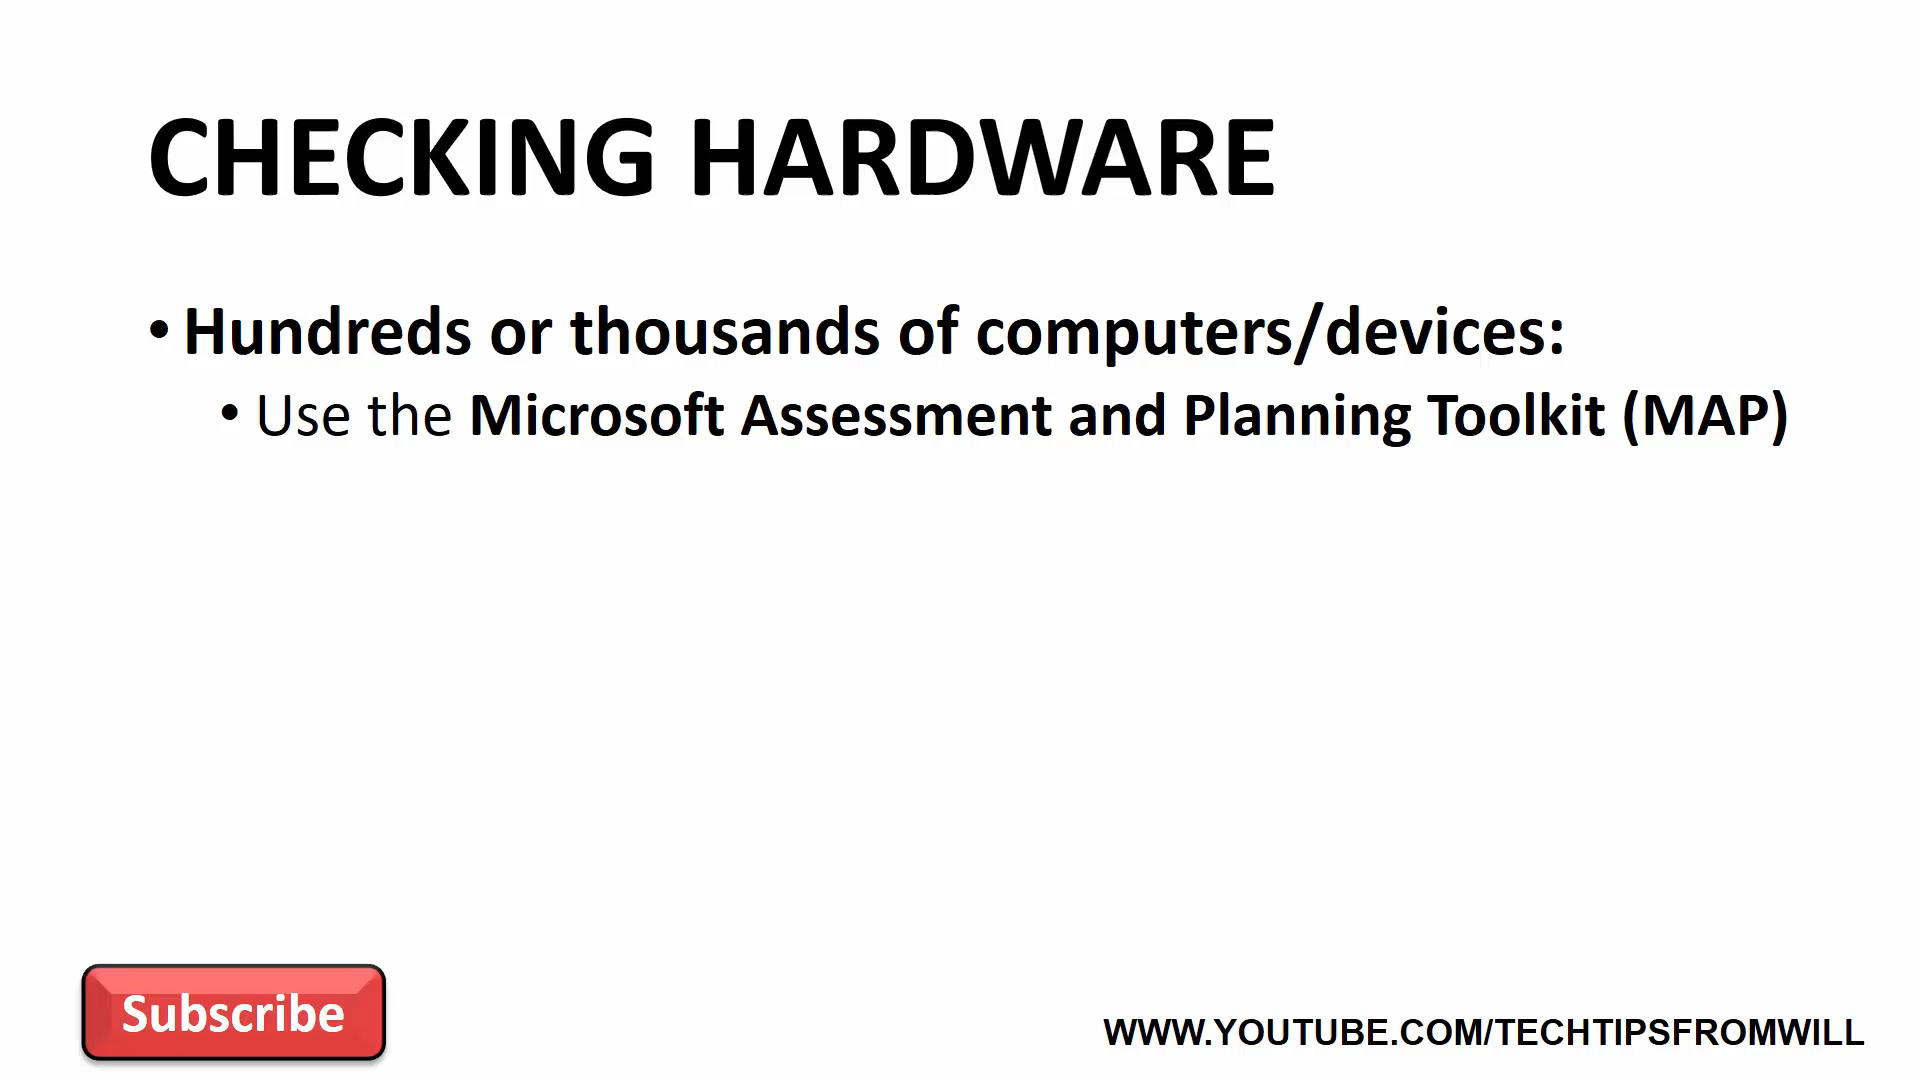 CHECKING HARDWARE
• Hundreds or thousands of computers/devices:
• Use the Microsoft Assessment and Planning Toolkit (MAP)
Subscribe
WWW.YOUTUBE.COM/TECHTIPSFROMWILL